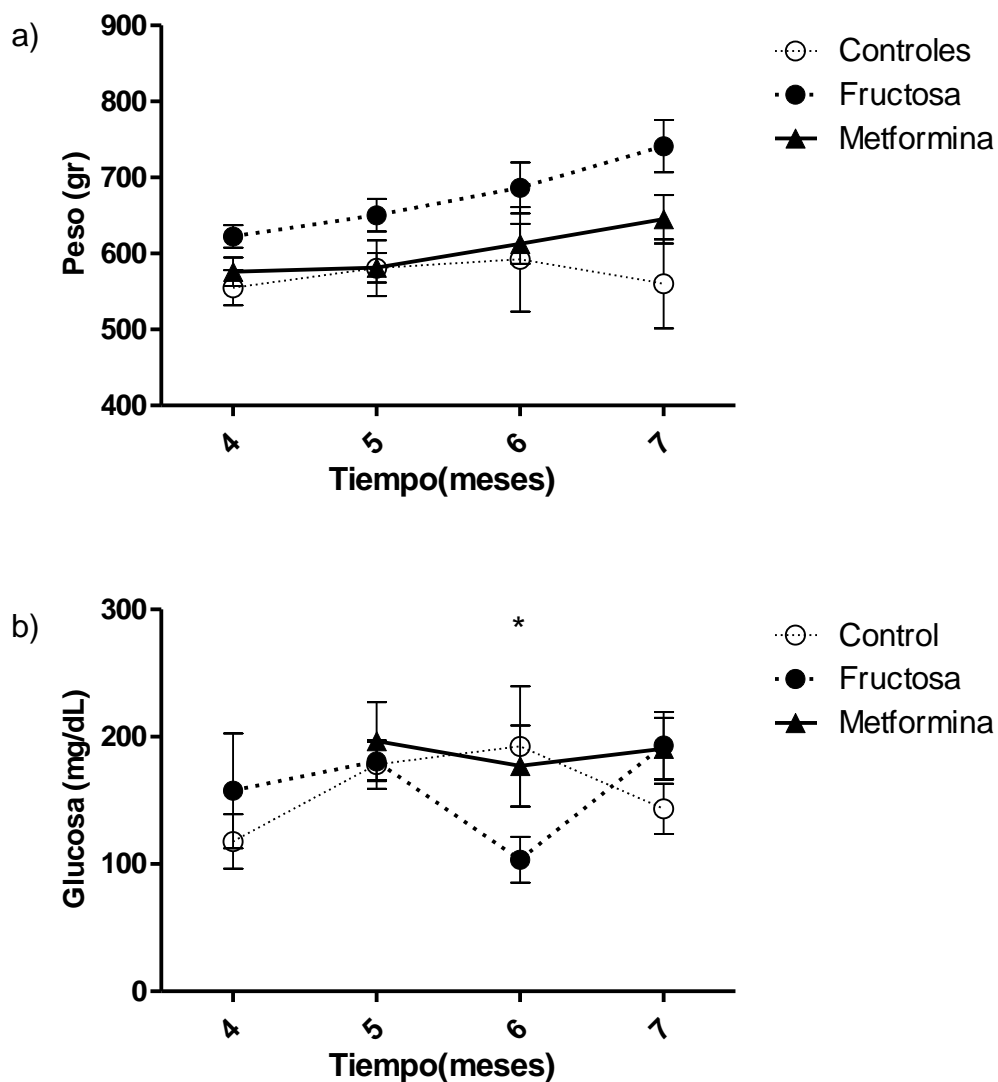 a)
900
800
700
600
500
400
Peso (gr)
4 5 6 7
Tiempo(meses)
Controles
Fructosa
Metformina
b)
300
200
100
0
Glucosa (mg/dL)
*
4 5 6 7
Tiempo(meses)
Control
Fructosa
Metformina